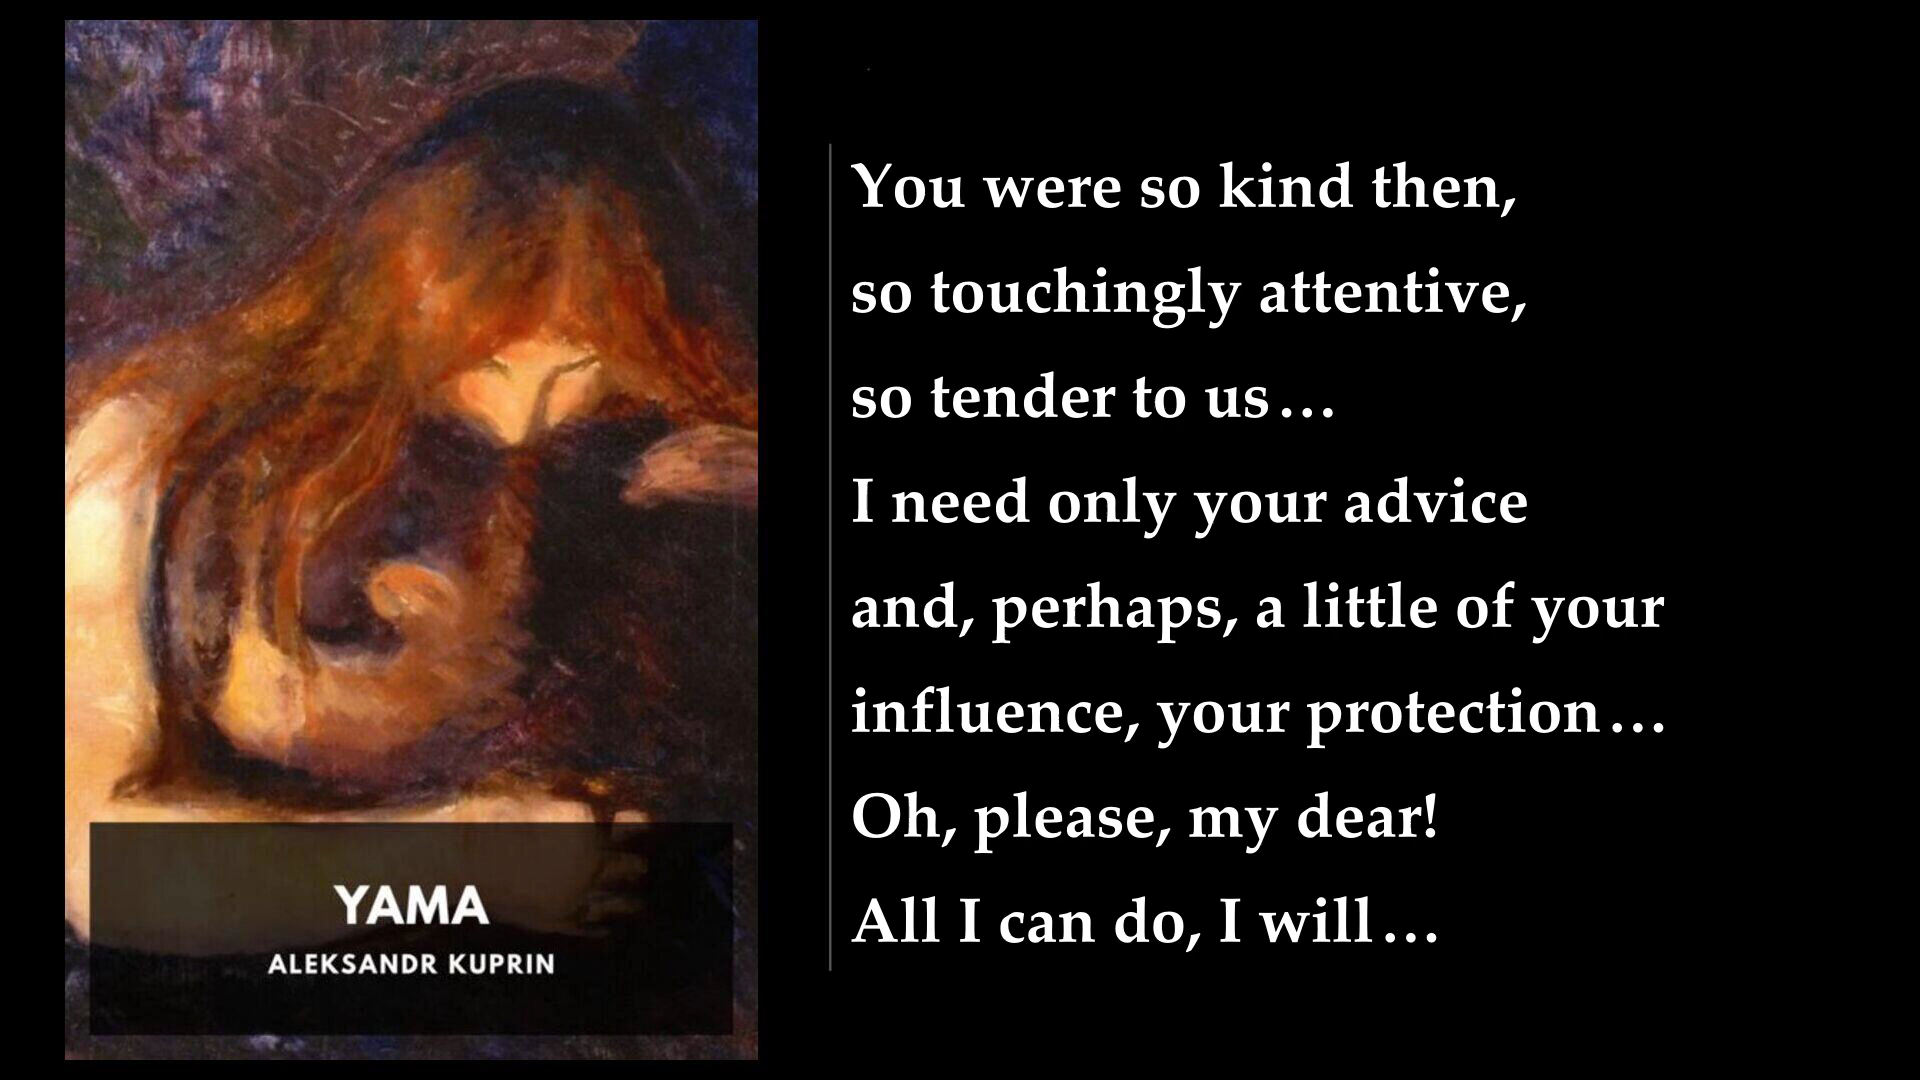 YAMA
ALEKSANDR KUPRIN
You were so kind then,
so touchingly attentive,
so tender to us…
I need only your advice
and, perhaps, a little of your
influence, your protection…
Oh, please, my dear!
All I can do, I will…